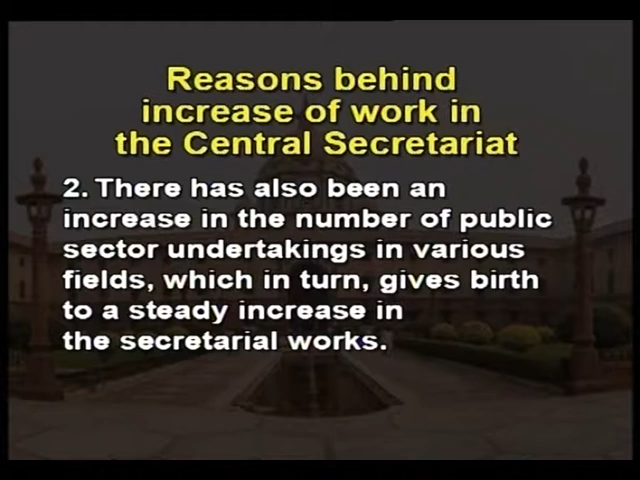 Reasons behind
increase of work in
the Central Secretariat
2. There has also been an
increase in the number of public
sector undertakings in various
fields, which in turn, gives birth
to a steady increase in
the secretarial works.